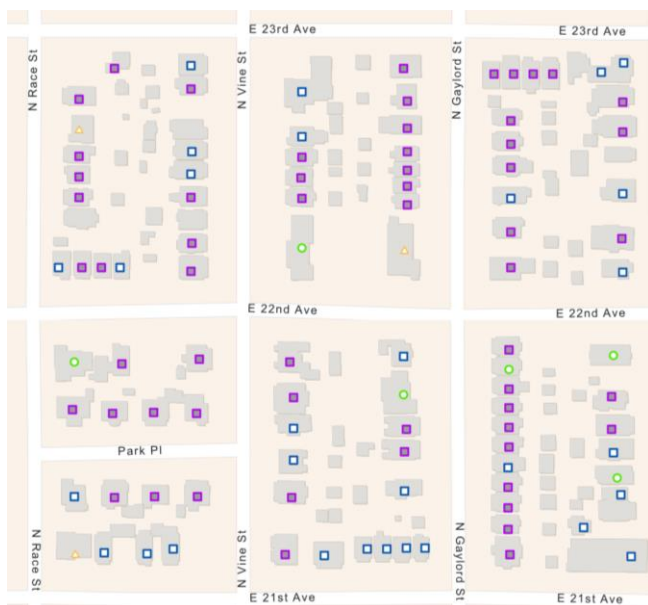 E 23rd Ave
E 23rd Ave
N Race St
N Vine St
N Gaylord St
E 22nd Ave
E 22nd Ave
Park Pl
N Race St
N Vine St
N Gaylord St
E 21st Ave
E 21st Ave